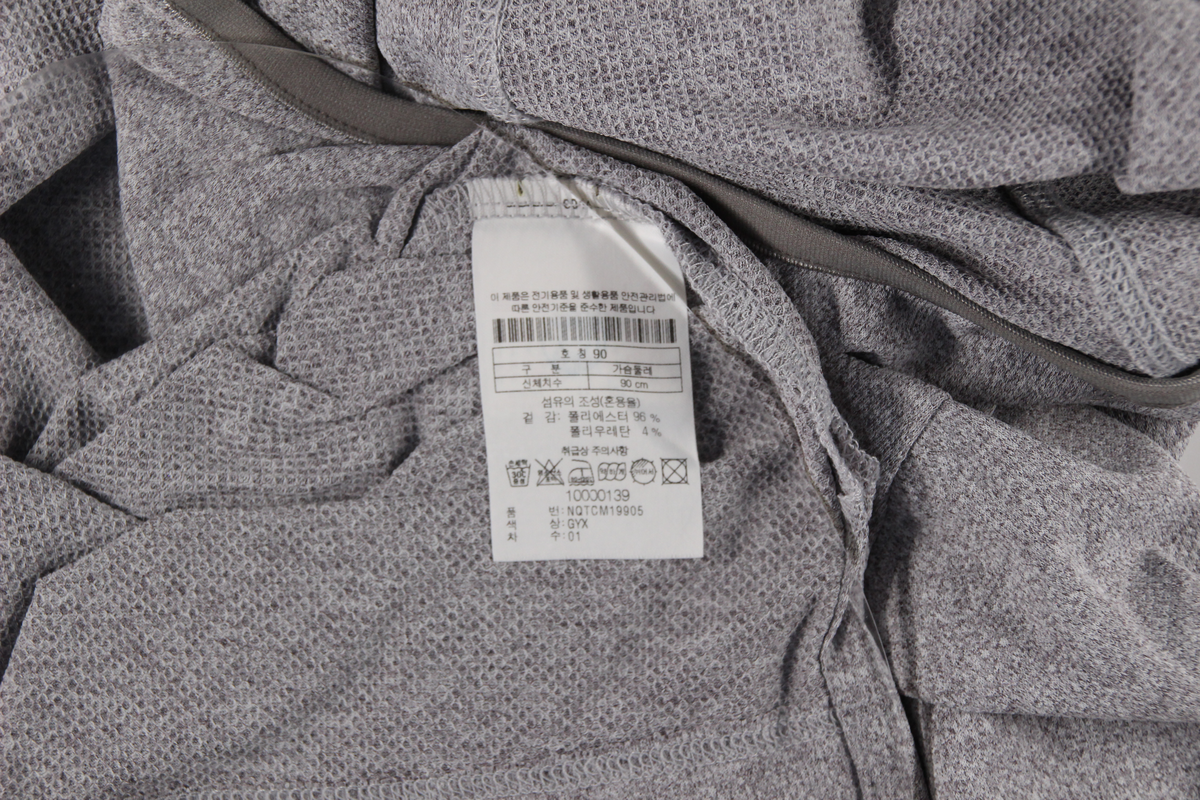 이 제품은 전기용품 및 생활용품 안전관리법에
따른 안전기준을 준수한 제품입니다
호 칭 90
구 분 가슴둘레
신체치수 90 cm
섬유의 조성(혼용율)
겉 감: 폴리에스터 96 %
폴리우레탄 4 %
취급상 주의사항
10000139
품 번: NQTCM19905
색 상: GYX
차 수: 01